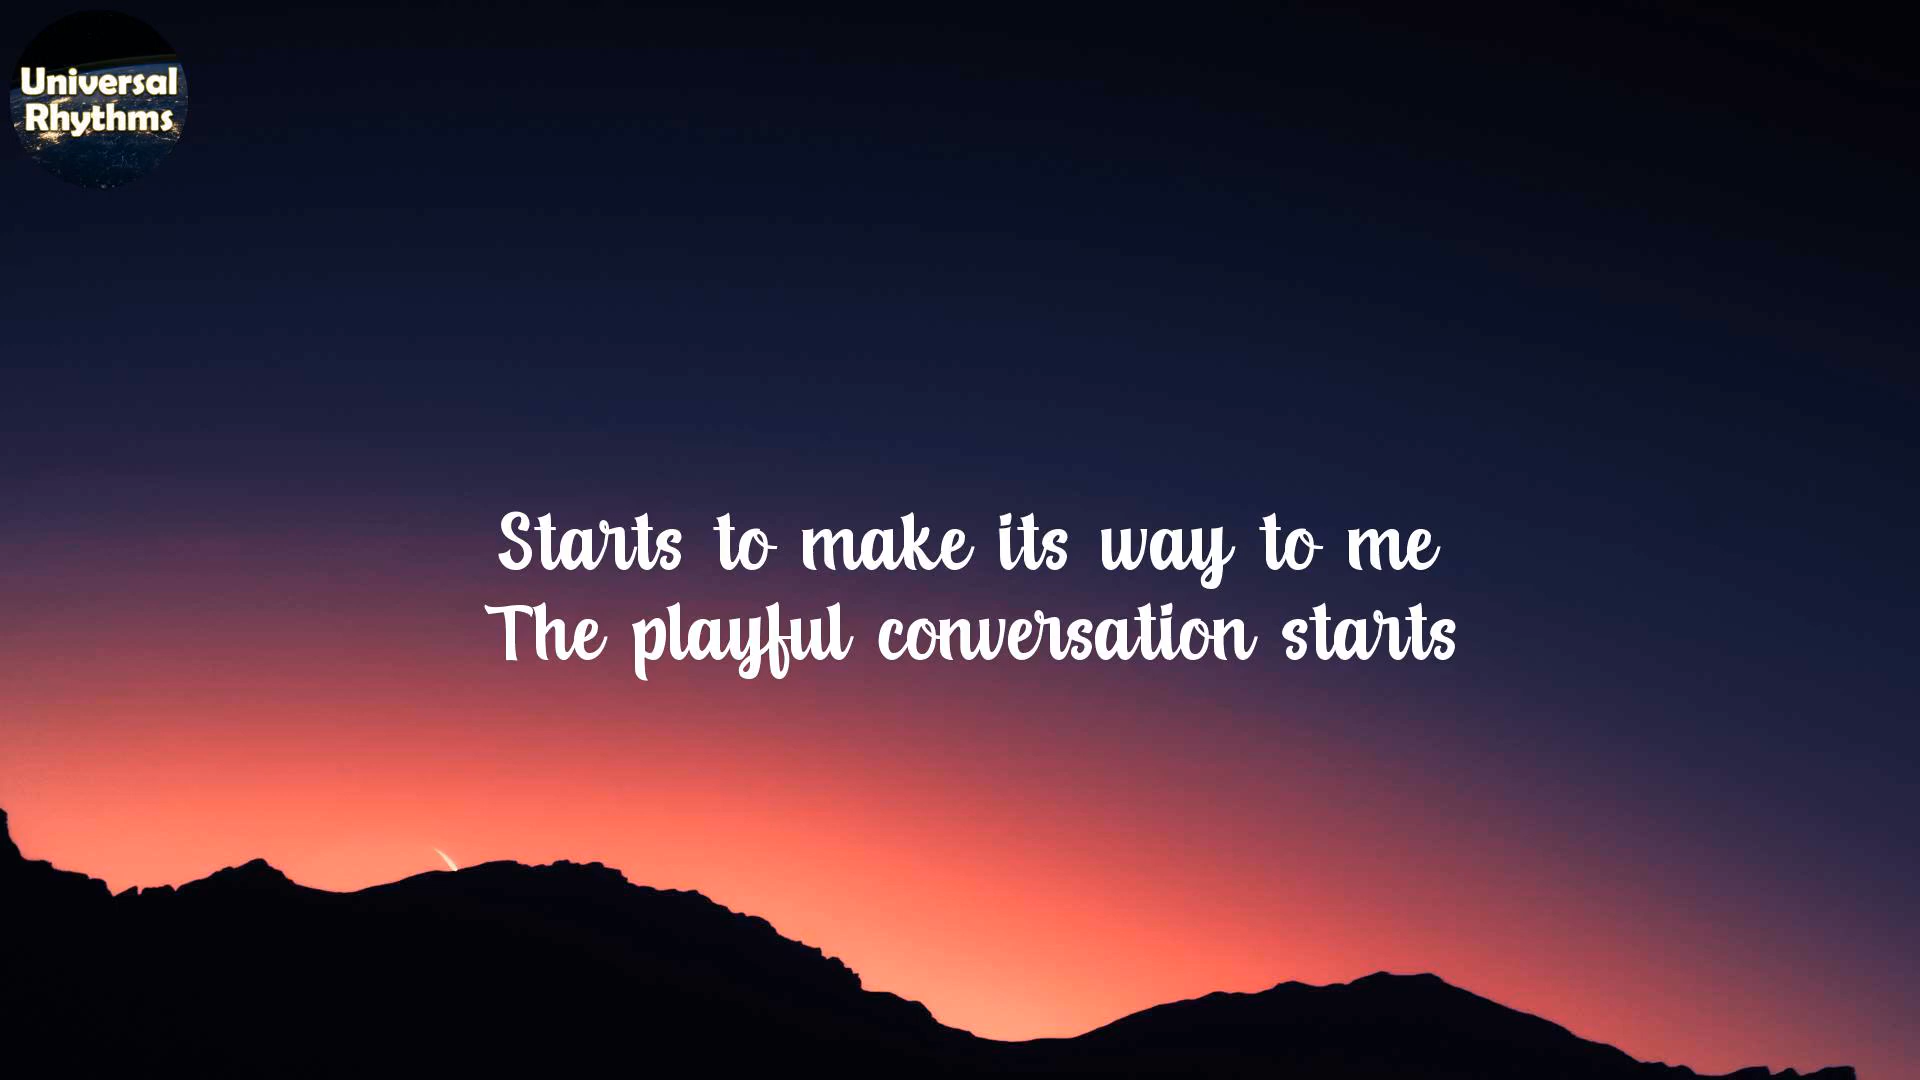 Universal
Rhythms
Starts to make its way to me
The playful conversation starts